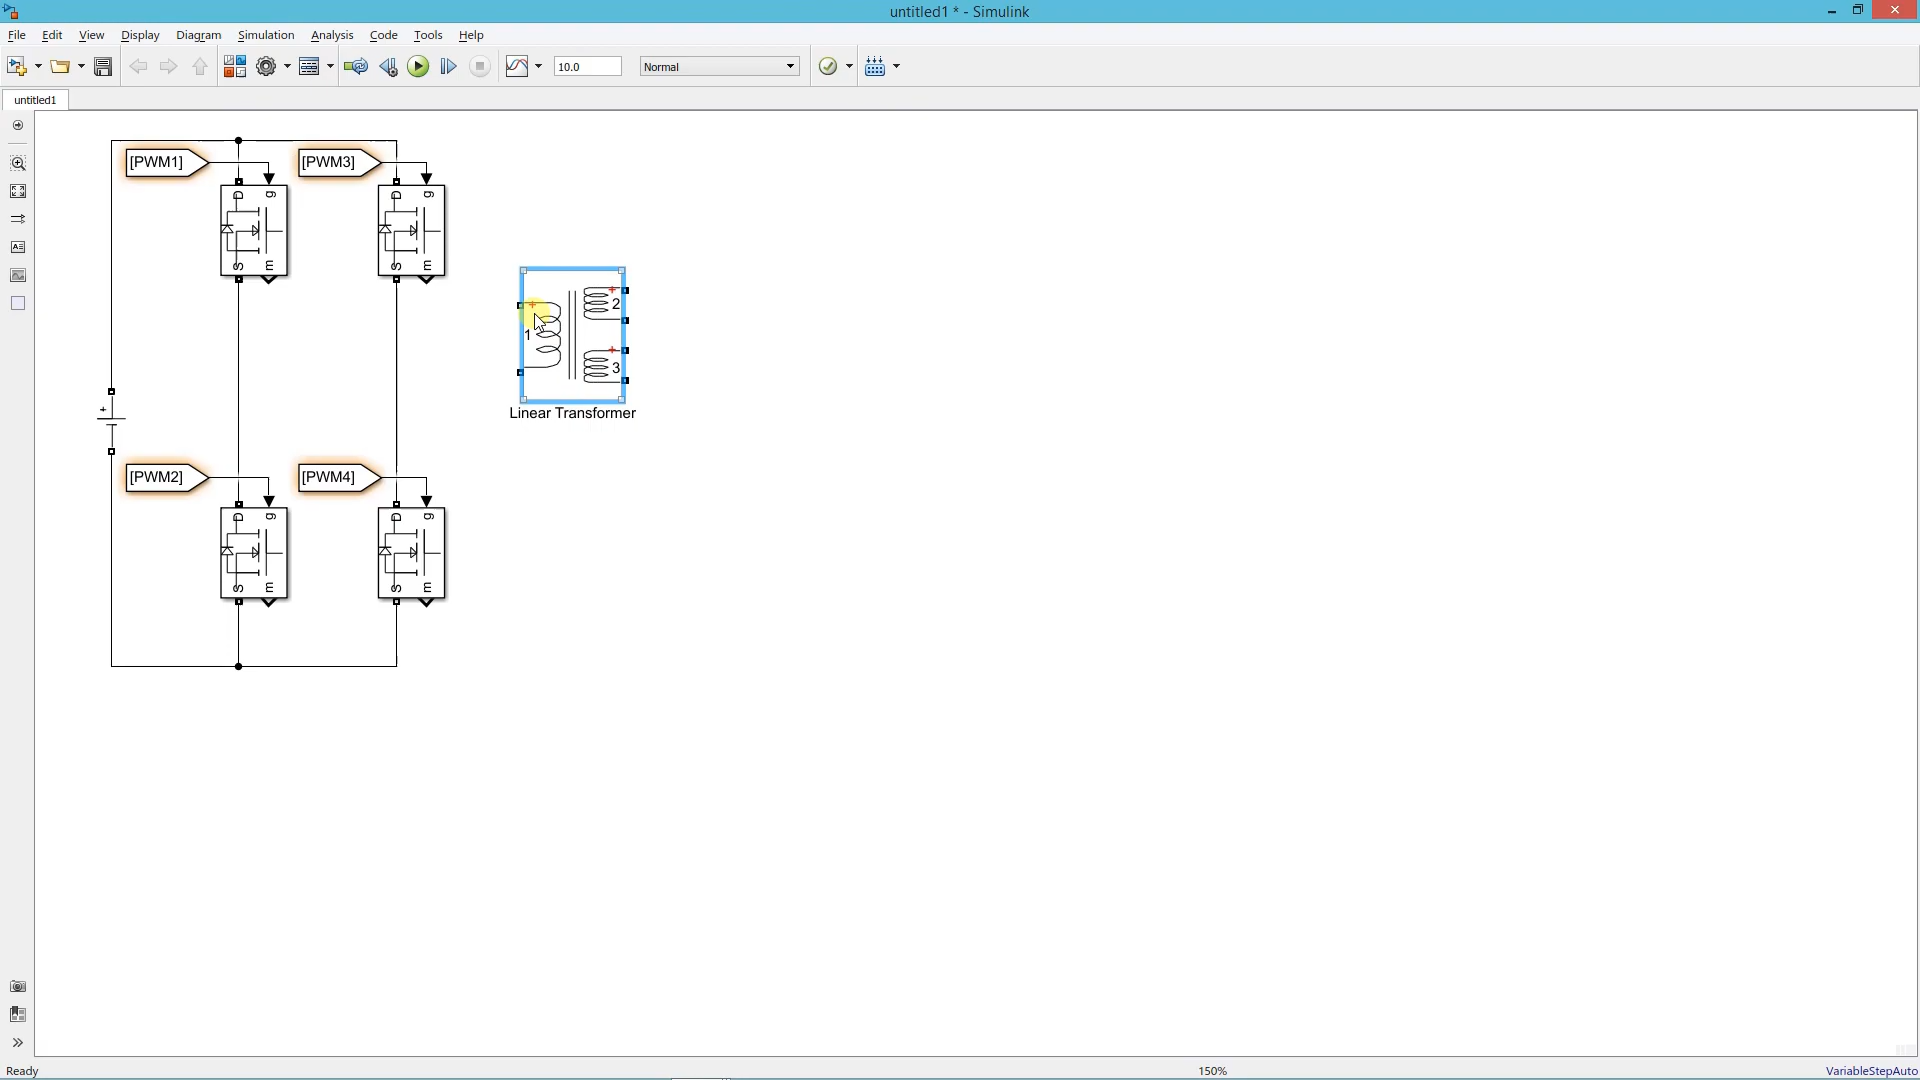 untitled1 * - Simulink
File Edit View Display Diagram Simulation Analysis Code Tools Help
10.0 Normal
untitled1
[PWM1] [PWM3]
D g D g
S m S m
+ 2
1
+ 3
Linear Transformer
+
[PWM2] [PWM4]
D g D g
S m S m
Ready 150% VariableStepAuto